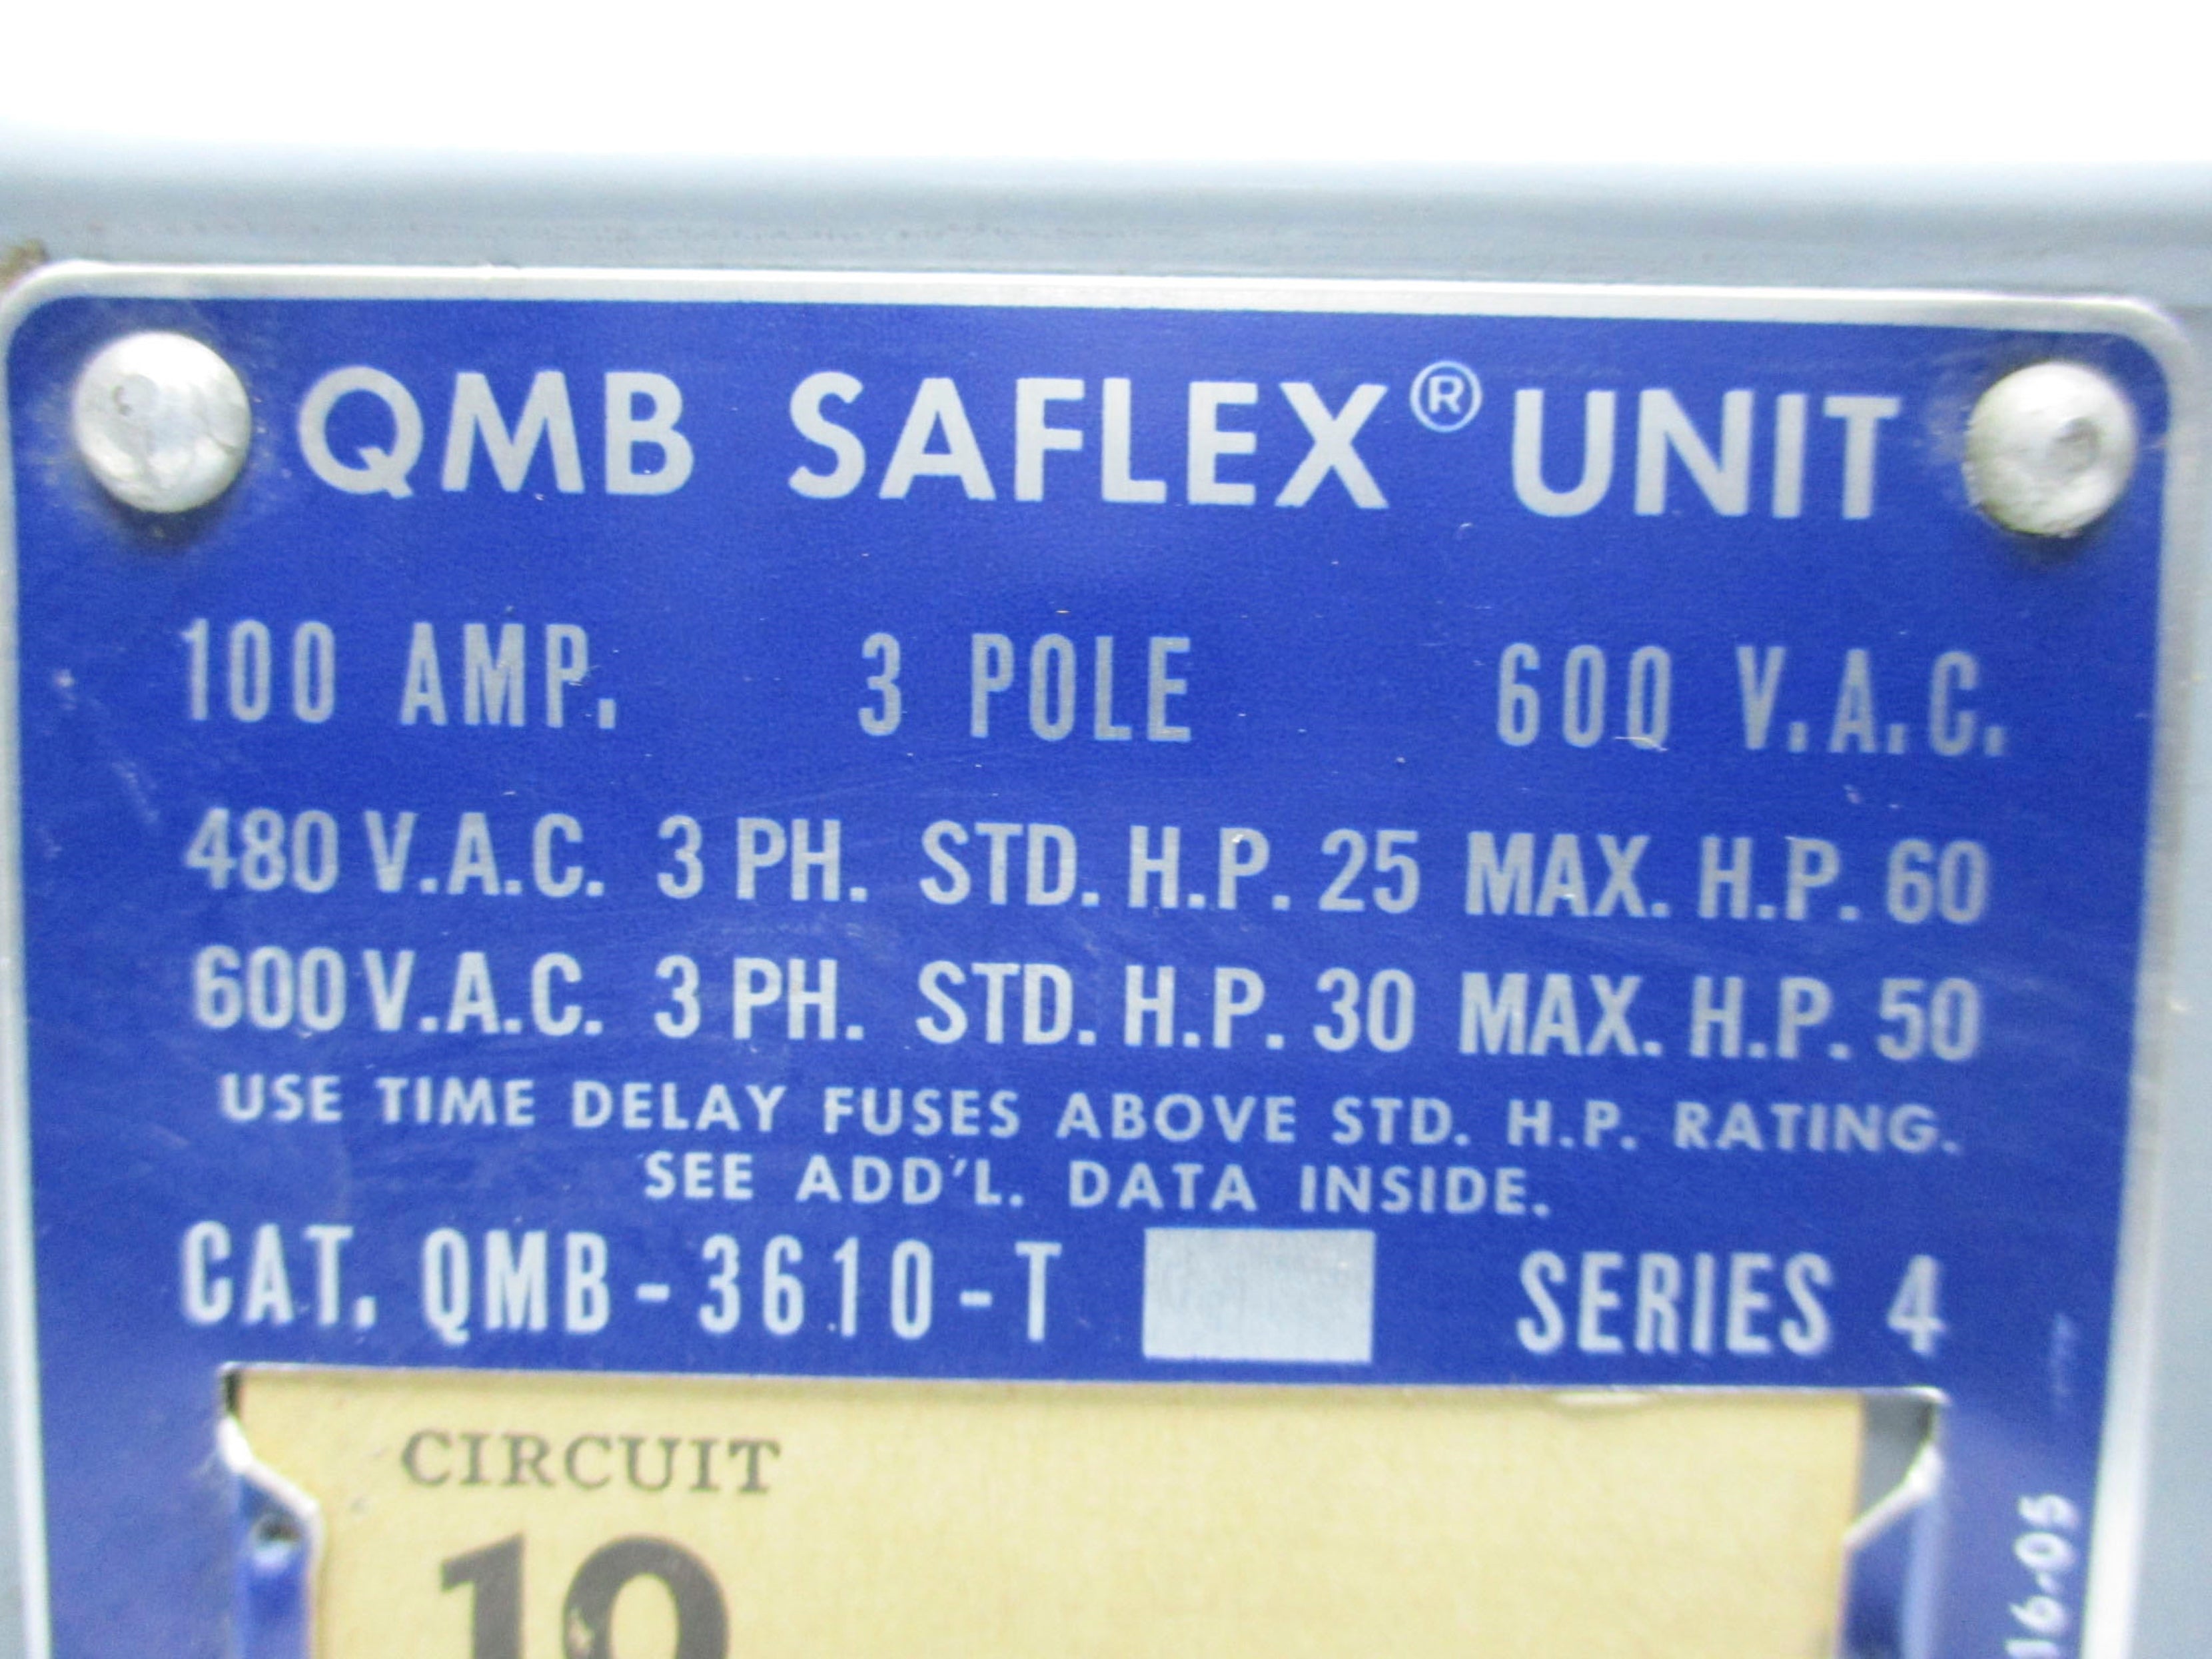 QMB SAFLEX® UNIT
100 AMP. 3 POLE 600 V.A.C.
480 V.A.C. 3 PH. STD. H.P. 25 MAX. H.P. 60
600 V.A.C. 3 PH. STD. H.P. 30 MAX. H.P. 50
USE TIME DELAY FUSES ABOVE STD. H.P. RATING.
SEE ADD'L. DATA INSIDE.
CAT. QMB-3610-T SERIES 4
CIRCUIT